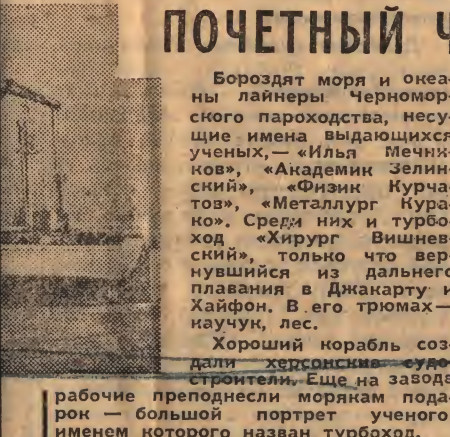 ПОЧЕТНЫЙ Ч
Бороздят моря и океа-
ны лайнеры Черномор-
ского пароходства, несу-
щие имена выдающихся
ученых,— «Илья Мечни-
ков», «Академик Зелин-
ский», «Физик Курча-
тов», «Металлург Кура-
ко». Среди них и турбо-
ход «Хирург Вишнев-
ский», только что вер-
нувшийся из дальнего
плавания в Джакарту и
Хайфон. В его трюмах—
каучук, лес.
Хороший корабль соз-
дали херсонские судо-
строители. Еще на заводе
рабочие преподнесли морякам пода-
рок — большой портрет ученого
именем которого назван турбоход.